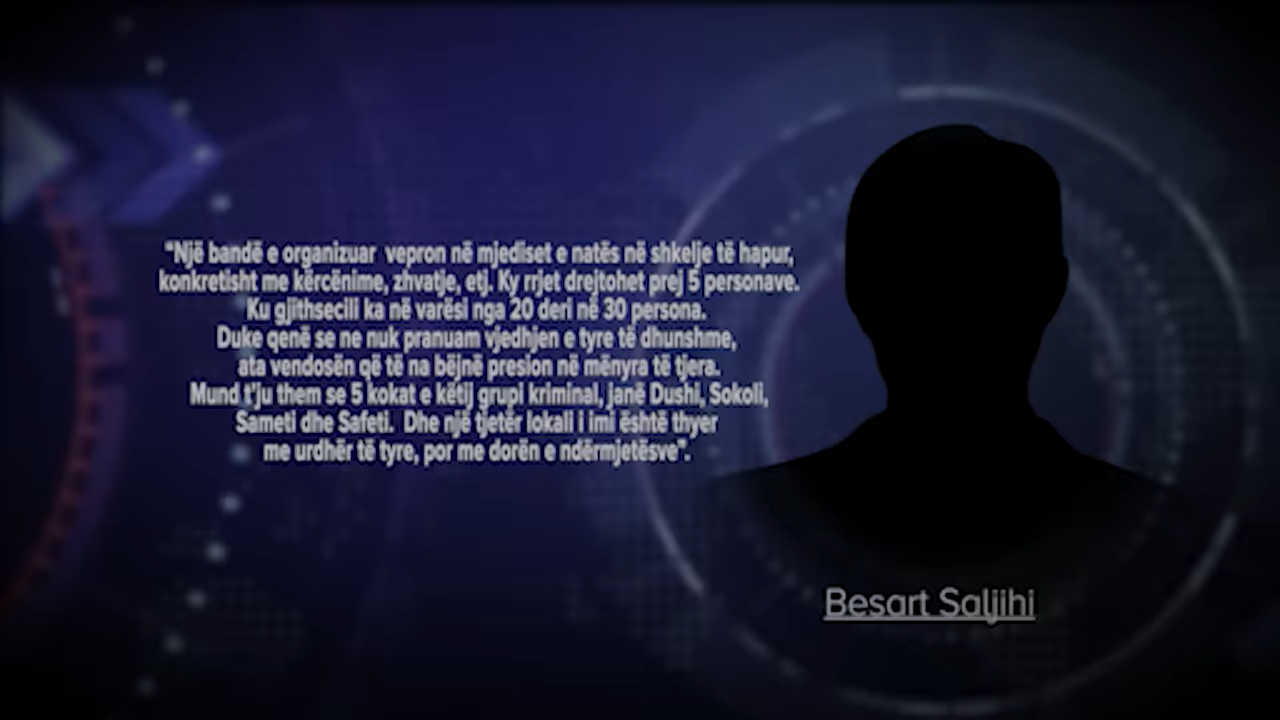 “Një bandë e organizuar vepron në mjediset e natës në shkelje të hapur,
konkretisht me kërcënime, zhvatje, etj. Ky rrjet drejtohet prej 5 personave.
Ku gjithsecili ka në varësi nga 20 deri në 30 persona.
Duke qenë se ne nuk pranuam vjedhjen e tyre të dhunshme,
ata vendosën që të na bëjnë presion në mënyra të tjera.
Mund t’ju them se 5 kokat e këtij grupi kriminal, janë Dushi, Sokoli,
Sameti dhe Safeti. Dhe një tjetër lokali i imi është thyer
me urdhër të tyre, por me dorën e ndërmjetësve”.
Besart Saljihi